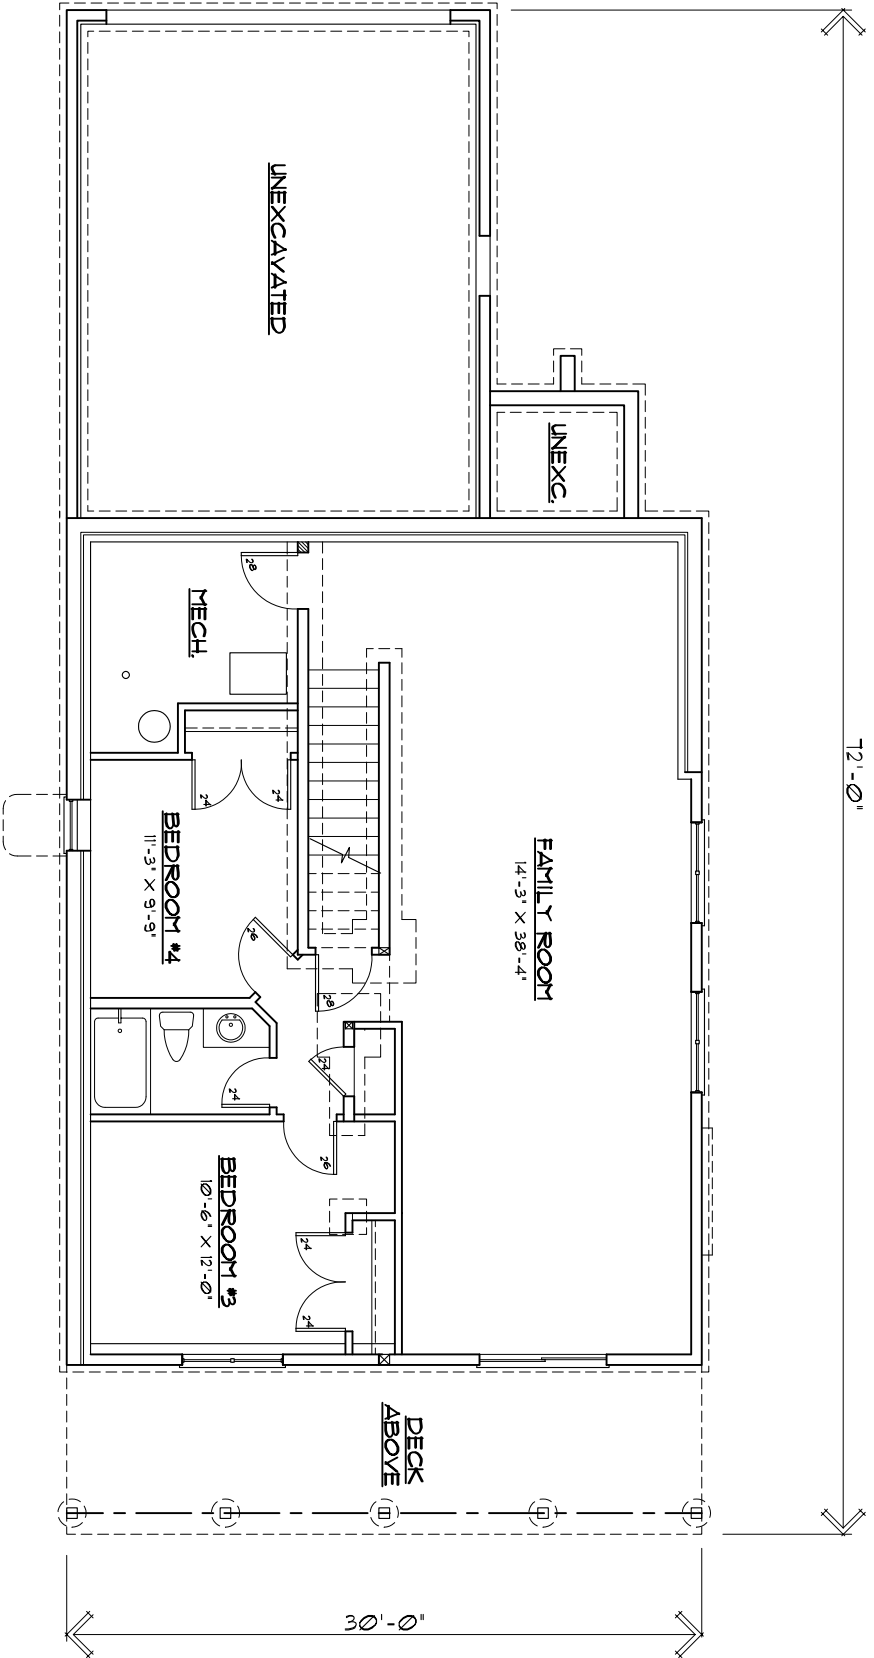 UNEXCAVATED
UNEXC.
72'-0"
MECH.
28
24
24
BEDROOM #4
11'-3" X 9'-9"
FAMILY ROOM
14'-3" X 38'-4"
26
28
24
24
26
BEDROOM #3
10'-6" X 12'-0"
24
24
DECK
ABOVE
30'-0"